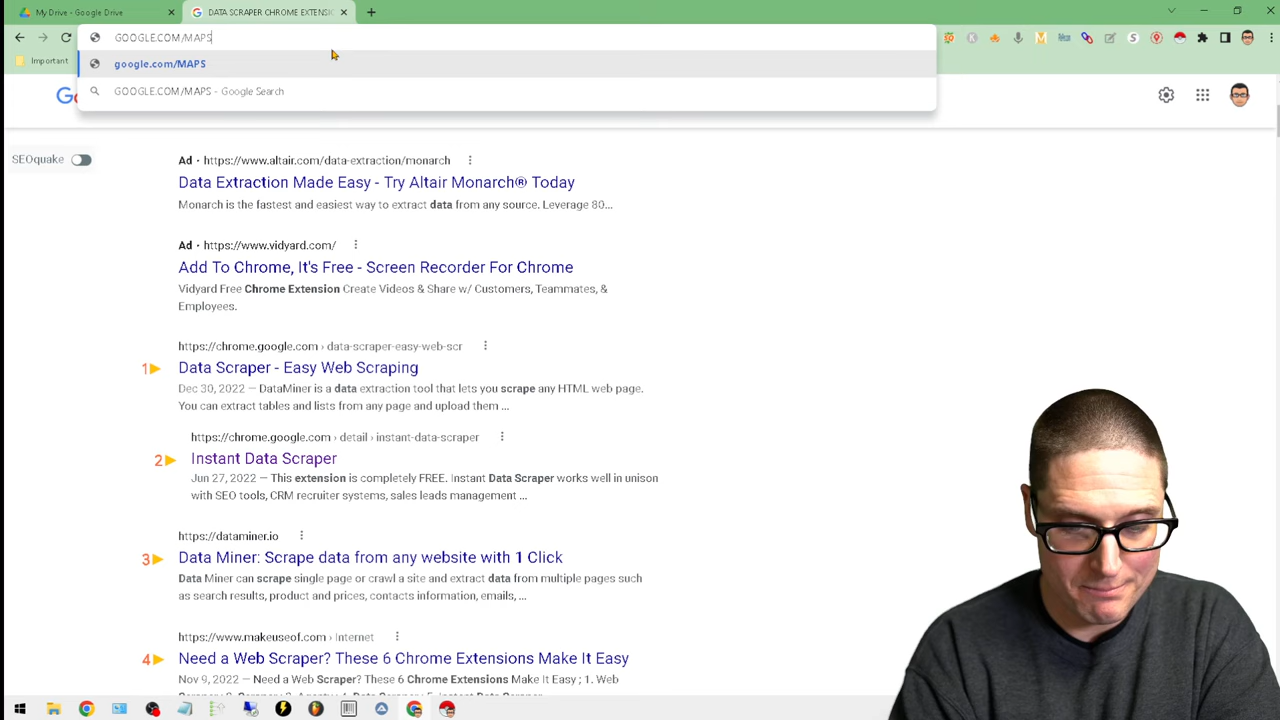 My Drive - Google Drive
DATA SCRAPER CHROME EXTENSI
GOOGLE.COM/MAPS
Important
google.com/MAPS
GOOGLE.COM/MAPS - Google Search
Go
SEOquake
Ad · https://www.altair.com/data-extraction/monarch
Data Extraction Made Easy - Try Altair Monarch® Today
Monarch is the fastest and easiest way to extract data from any source. Leverage 80...
Ad · https://www.vidyard.com/
Add To Chrome, It's Free - Screen Recorder For Chrome
Vidyard Free Chrome Extension Create Videos & Share w/ Customers, Teammates, &
Employees.
https://chrome.google.com › data-scraper-easy-web-scr
1 Data Scraper - Easy Web Scraping
Dec 30, 2022 — DataMiner is a data extraction tool that lets you scrape any HTML web page.
You can extract tables and lists from any page and upload them ...
https://chrome.google.com › detail › instant-data-scraper
2 Instant Data Scraper
Jun 27, 2022 — This extension is completely FREE. Instant Data Scraper works well in unison
with SEO tools, CRM recruiter systems, sales leads management ...
https://dataminer.io
3 Data Miner: Scrape data from any website with 1 Click
Data Miner can scrape single page or crawl a site and extract data from multiple pages such
as search results, product and prices, contacts information, emails, ...
https://www.makeuseof.com › Internet
4 Need a Web Scraper? These 6 Chrome Extensions Make It Easy
Nov 9, 2022 — Need a Web Scraper? These 6 Chrome Extensions Make It Easy ; 1. Web